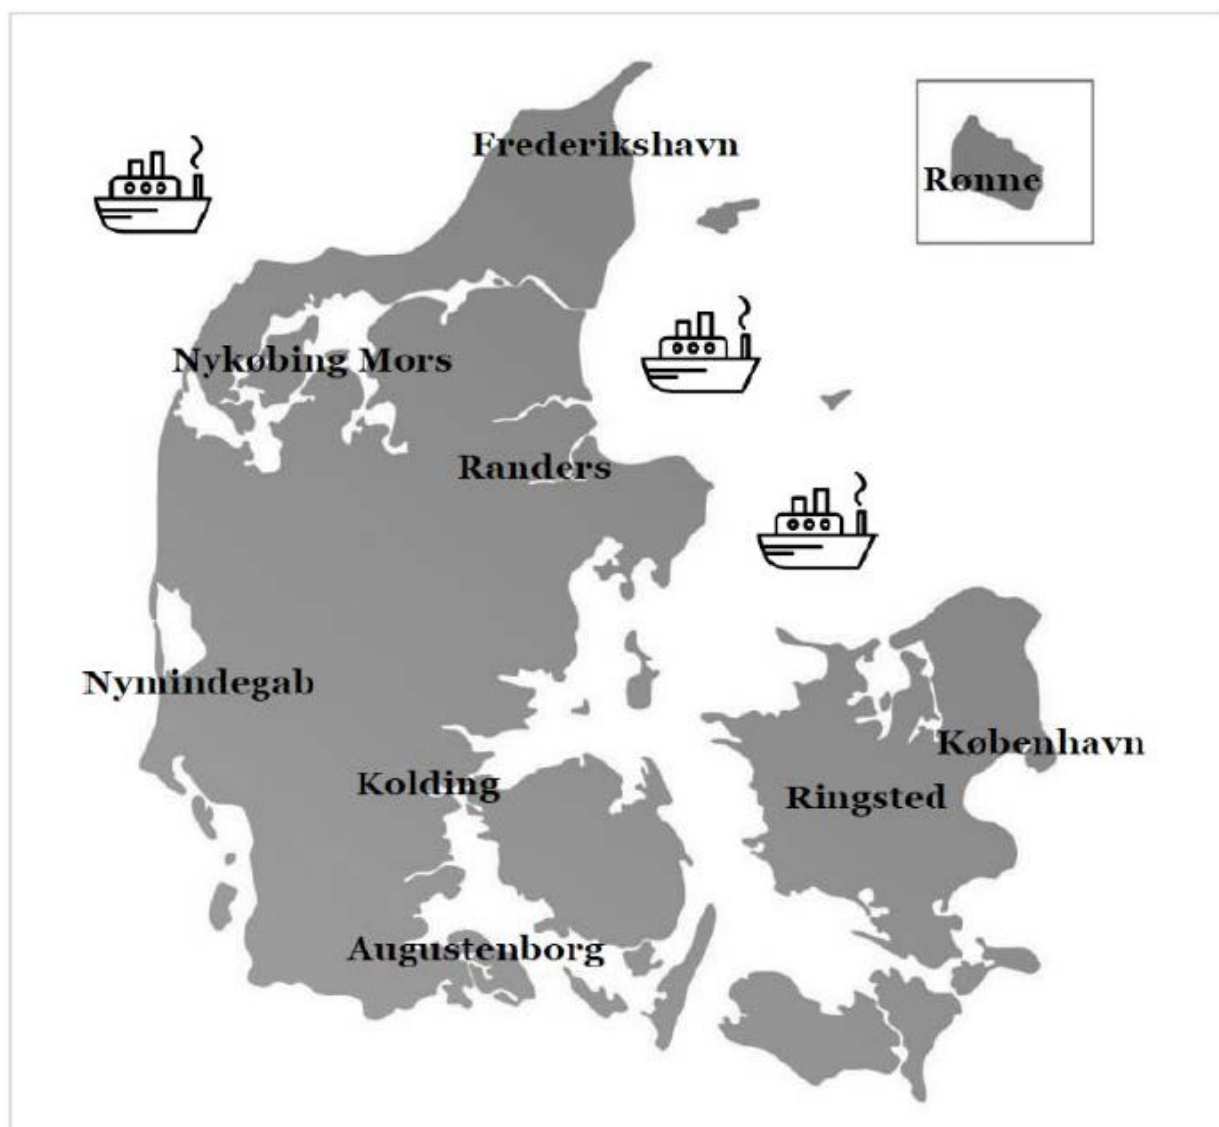 Frederikshavn
Rønne
Nykøbing Mors
Randers
Nymindegab
København
Kolding
Ringsted
Augustenborg